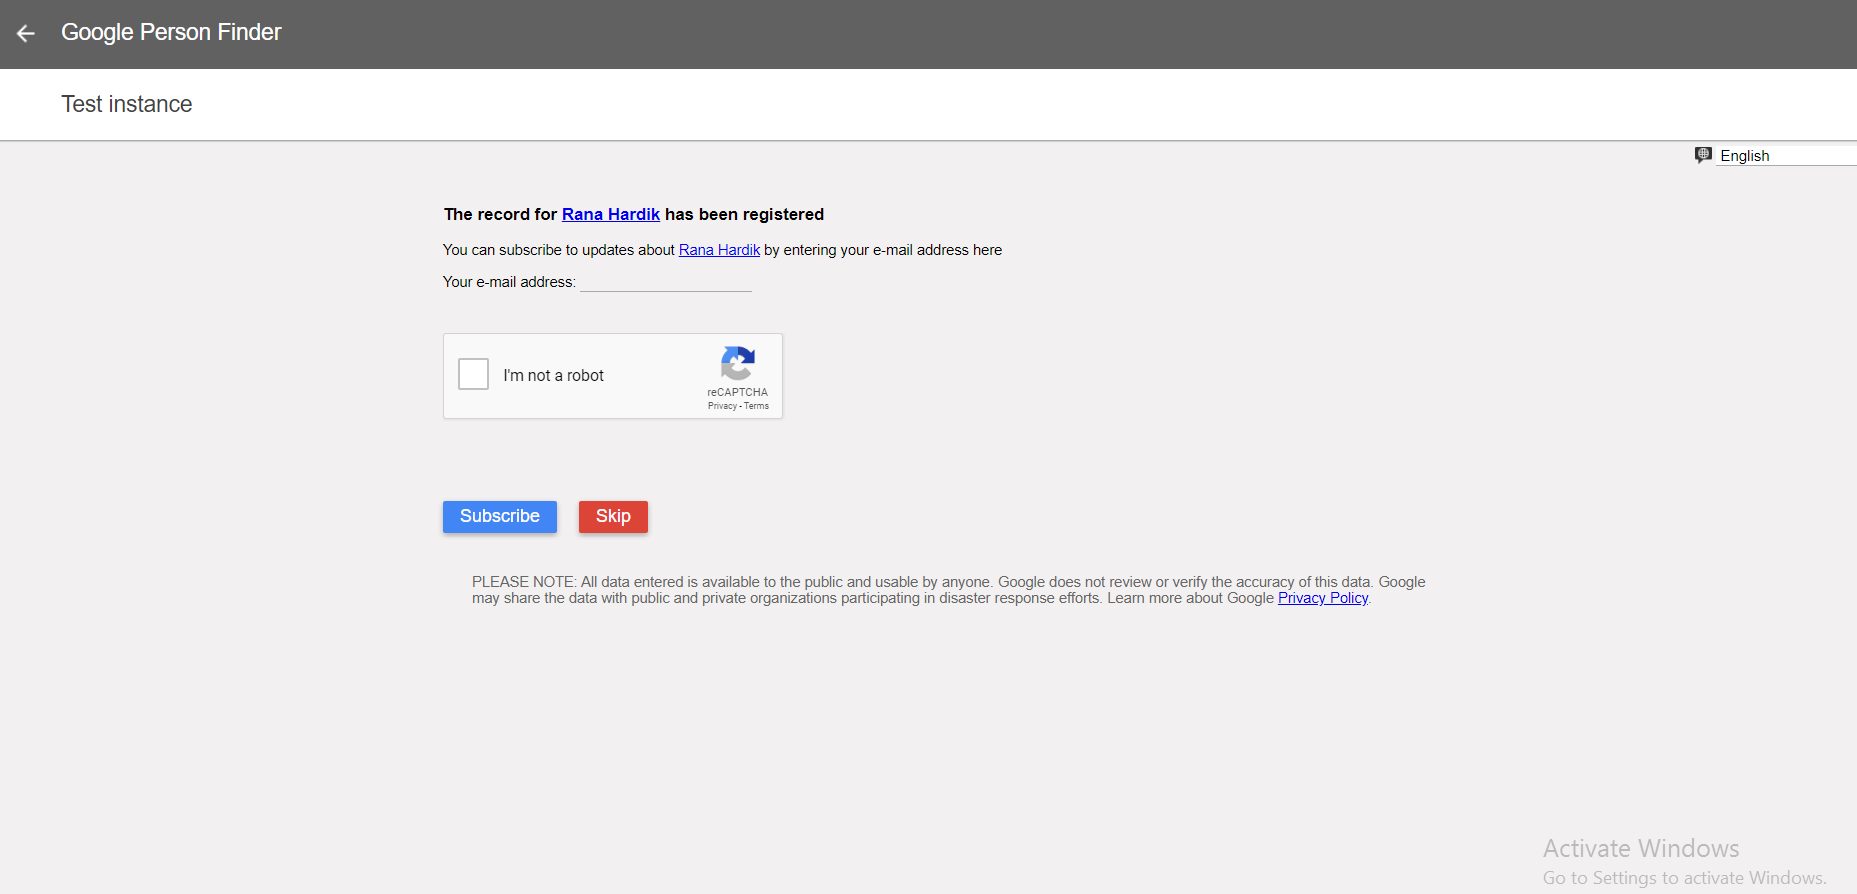 Google Person Finder
Test instance
English
The record for Rana Hardik has been registered
You can subscribe to updates about Rana Hardik by entering your e-mail address here
Your e-mail address:
I'm not a robot
reCAPTCHA
Privacy - Terms
Subscribe Skip
PLEASE NOTE: All data entered is available to the public and usable by anyone. Google does not review or verify the accuracy of this data. Google
may share the data with public and private organizations participating in disaster response efforts. Learn more about Google Privacy Policy.
Activate Windows
Go to Settings to activate Windows.